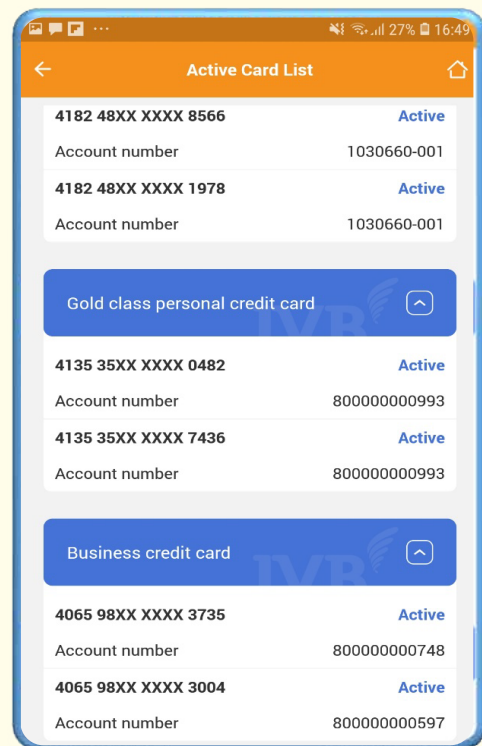 27% 16:49
Active Card List
4182 48XX XXXX 8566 Active
Account number 1030660-001
4182 48XX XXXX 1978 Active
Account number 1030660-001
Gold class personal credit card
IVB
4135 35XX XXXX 0482 Active
Account number 800000000993
4135 35XX XXXX 7436 Active
Account number 800000000993
Business credit card
IVB
4065 98XX XXXX 3735 Active
Account number 800000000748
4065 98XX XXXX 3004 Active
Account number 800000000597